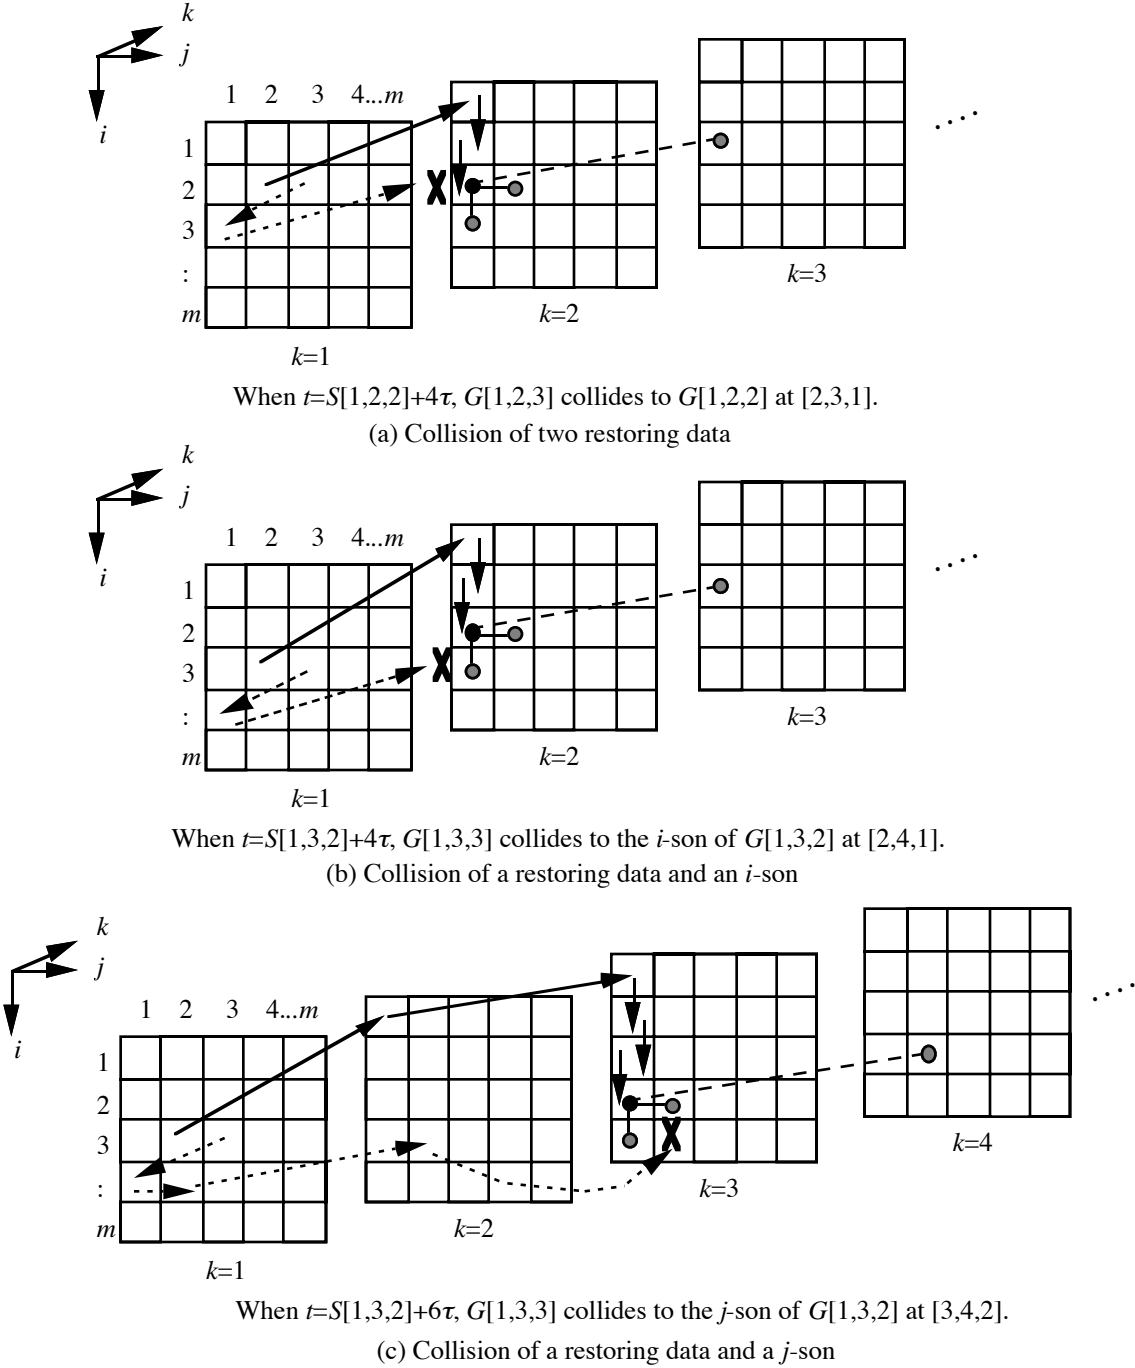 k
j
i
1 2 3 4...m
1
2
3
:
m
X
k=1
k=2
k=3
When t=S[1,2,2]+4τ, G[1,2,3] collides to G[1,2,2] at [2,3,1].
(a) Collision of two restoring data
k
j
i
1 2 3 4...m
1
2
3
:
m
X
k=1
k=2
k=3
When t=S[1,3,2]+4τ, G[1,3,3] collides to the i-son of G[1,3,2] at [2,4,1].
(b) Collision of a restoring data and an i-son
k
j
i
1 2 3 4...m
1
2
3
:
m
X
k=1
k=2
k=3
k=4
When t=S[1,3,2]+6τ, G[1,3,3] collides to the j-son of G[1,3,2] at [3,4,2].
(c) Collision of a restoring data and a j-son